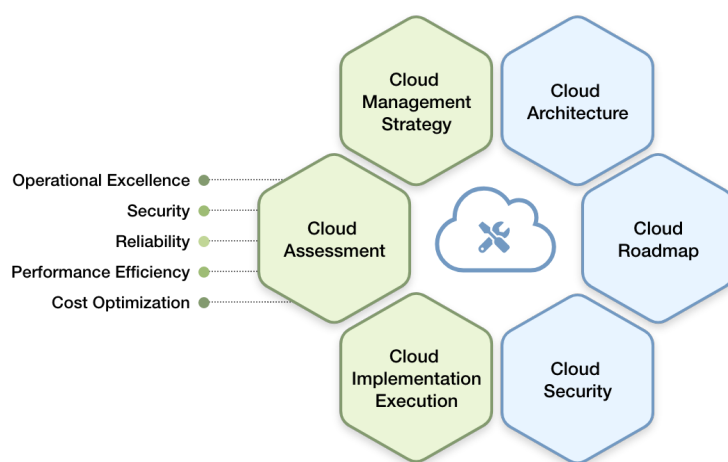 Cloud
Management
Strategy
Cloud
Architecture
Operational Excellence
Security
Reliability
Performance Efficiency
Cost Optimization
Cloud
Assessment
Cloud
Roadmap
Cloud
Implementation
Execution
Cloud
Security